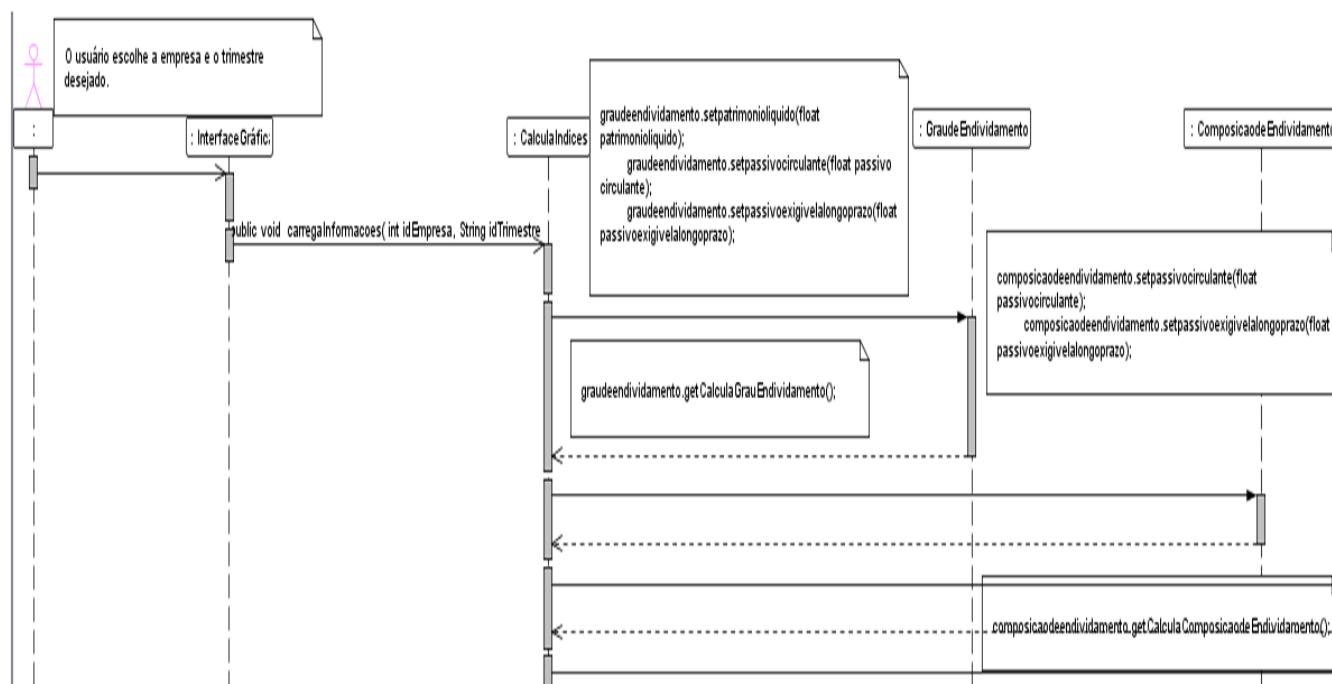 O usuário escolhe a empresa e o trimestre
desejado.
:
: InterfaceGráfic
: CalculaIndices
graudeendividamento.setpatrimonioliquido(float
patrimonioliquido);
graudeendividamento.setpassivocirculante(float passivo
circulante);
graudeendividamento.setpassivoexigivelalongoprazo(float
passivoexigivelalongoprazo);
: GraudeEndividamento
: ComposicaodeEndividamento
public void carregaInformacoes( int idEmpresa, String idTrimestre
composicaodeendividamento.setpassivocirculante(float
passivocirculante);
composicaodeendividamento.setpassivoexigivelalongoprazo(float
passivoexigivelalongoprazo);
graudeendividamento.getCalculaGrauEndividamento();
composicaodeendividamento.getCalculaComposicaodeEndividamento();